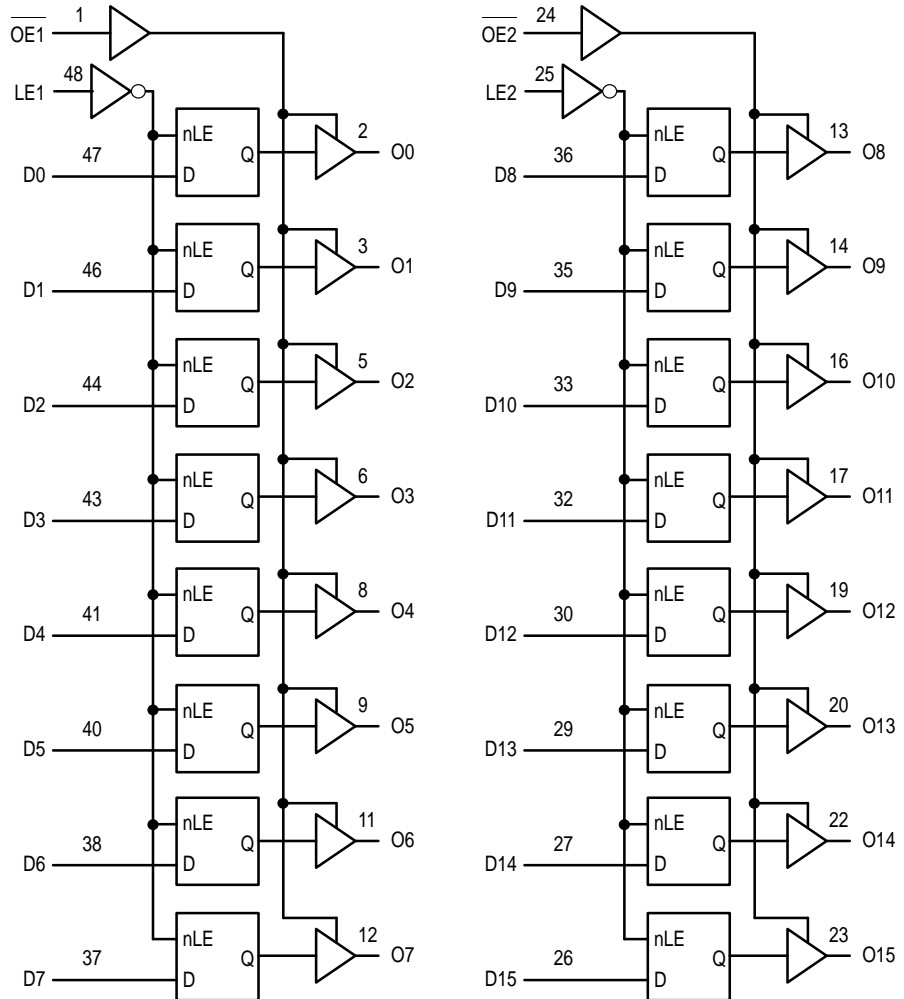 OE1 1
LE1 48
nLE
D0 47 D Q 2 O0
nLE
D1 46 D Q 3 O1
nLE
D2 44 D Q 5 O2
nLE
D3 43 D Q 6 O3
nLE
D4 41 D Q 8 O4
nLE
D5 40 D Q 9 O5
nLE
D6 38 D Q 11 O6
nLE
D7 37 D Q 12 O7
OE2 24
LE2 25
nLE
D8 36 D Q 13 O8
nLE
D9 35 D Q 14 O9
nLE
D10 33 D Q 16 O10
nLE
D11 32 D Q 17 O11
nLE
D12 30 D Q 19 O12
nLE
D13 29 D Q 20 O13
nLE
D14 27 D Q 22 O14
nLE
D15 26 D Q 23 O15